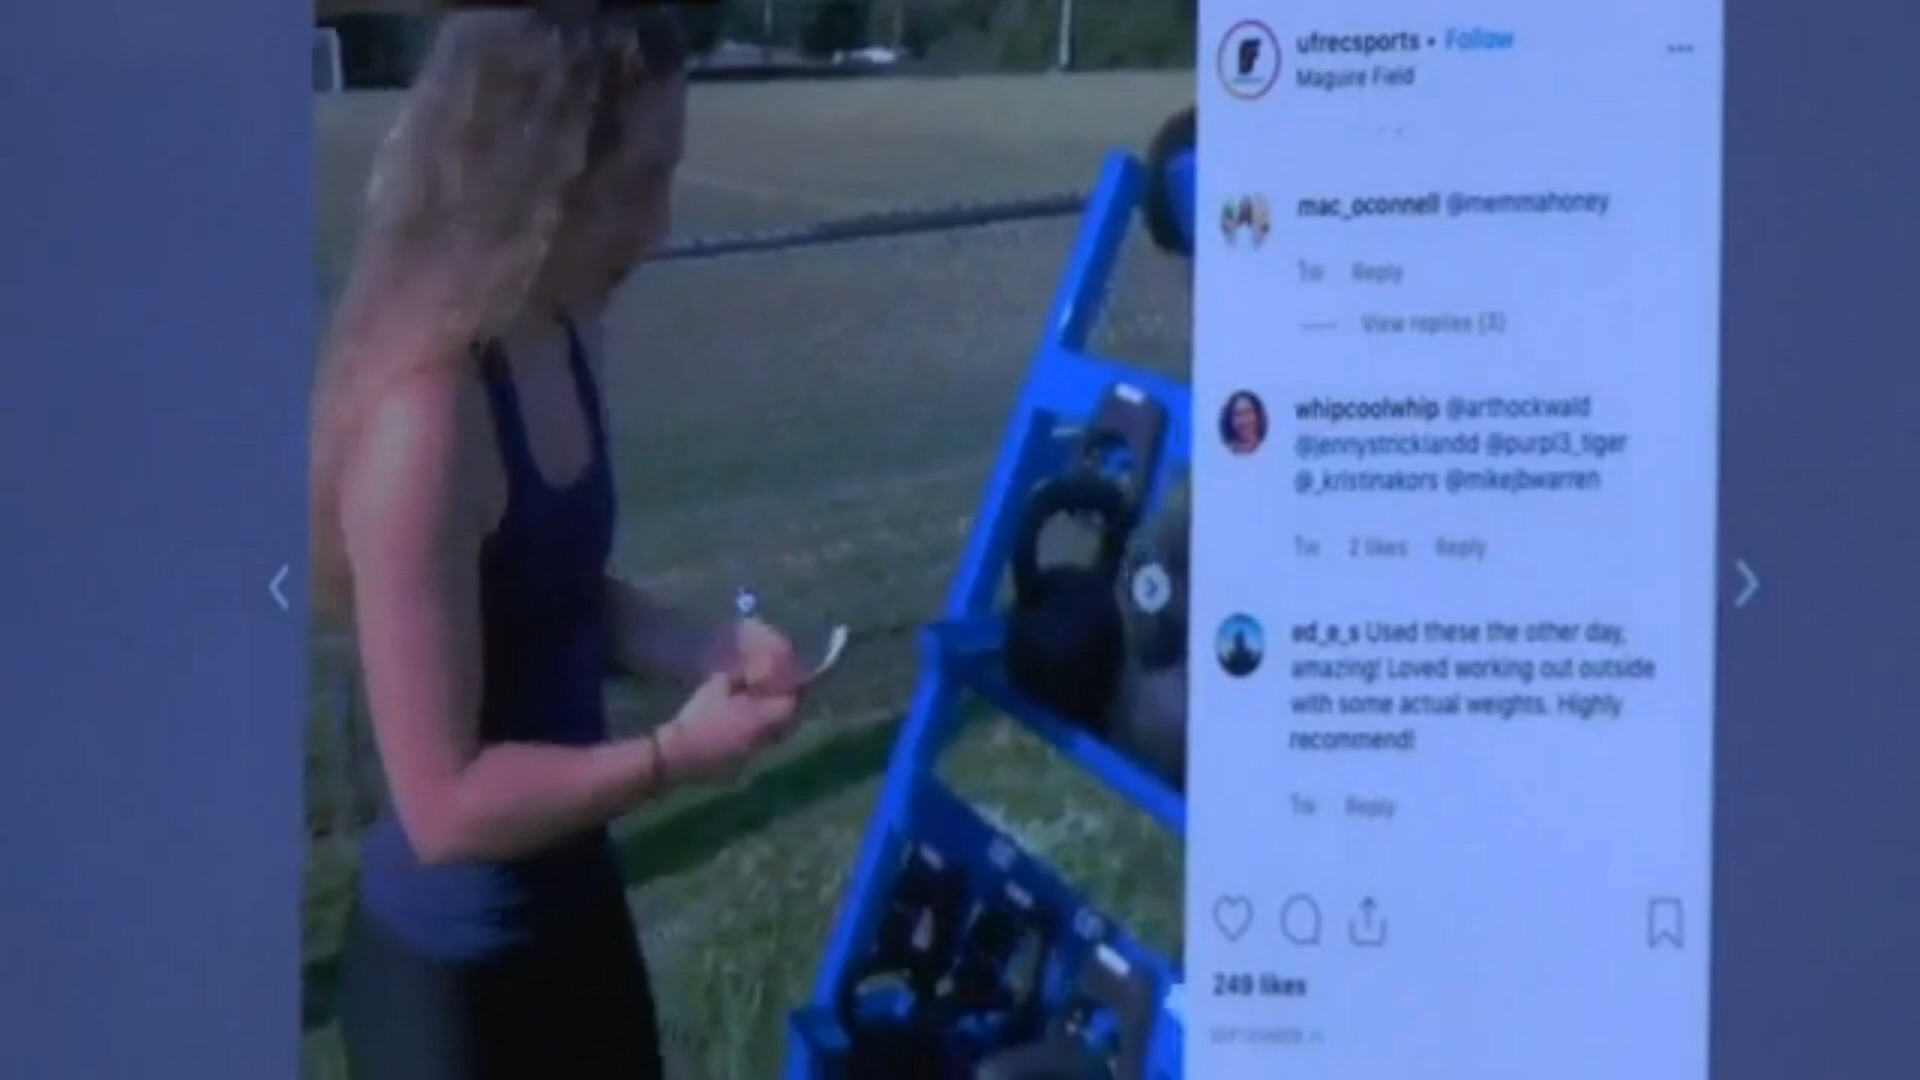 ufrecsports • Follow
Maguire Field
mac_oconnell @memmahoney
1w Reply
View replies (3)
whipcoolwhip @arthockwald
@jennystricklandd @purpl3_tiger
@_kristinakors @mikejbwarren
1w 2 likes Reply
ed_e_s Used these the other day,
amazing! Loved working out outside
with some actual weights. Highly
recommend!
1w Reply
249 likes
SEPTEMBER